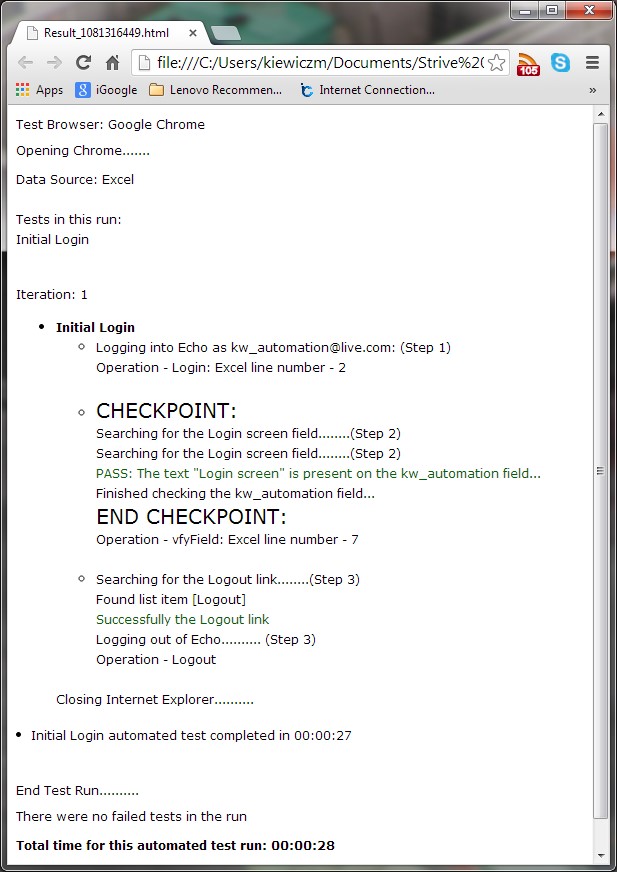 Result_1081316449.html
file:///C:/Users/kiewiczm/Documents/Strive%20
105
Apps
iGoogle
Lenovo Recommen...
Internet Connection...
»
Test Browser: Google Chrome
Opening Chrome.......
Data Source: Excel
Tests in this run:
Initial Login
Iteration: 1
Initial Login
Logging into Echo as kw_automation@live.com: (Step 1)
Operation - Login: Excel line number - 2
CHECKPOINT:
Searching for the Login screen field........(Step 2)
Searching for the Login screen field........(Step 2)
PASS: The text "Login screen" is present on the kw_automation field...
Finished checking the kw_automation field...
END CHECKPOINT:
Operation - vfyField: Excel line number - 7
Searching for the Logout link........(Step 3)
Found list item [Logout]
Successfully the Logout link
Logging out of Echo.......... (Step 3)
Operation - Logout
Closing Internet Explorer..........
Initial Login automated test completed in 00:00:27
End Test Run..........
There were no failed tests in the run
Total time for this automated test run: 00:00:28